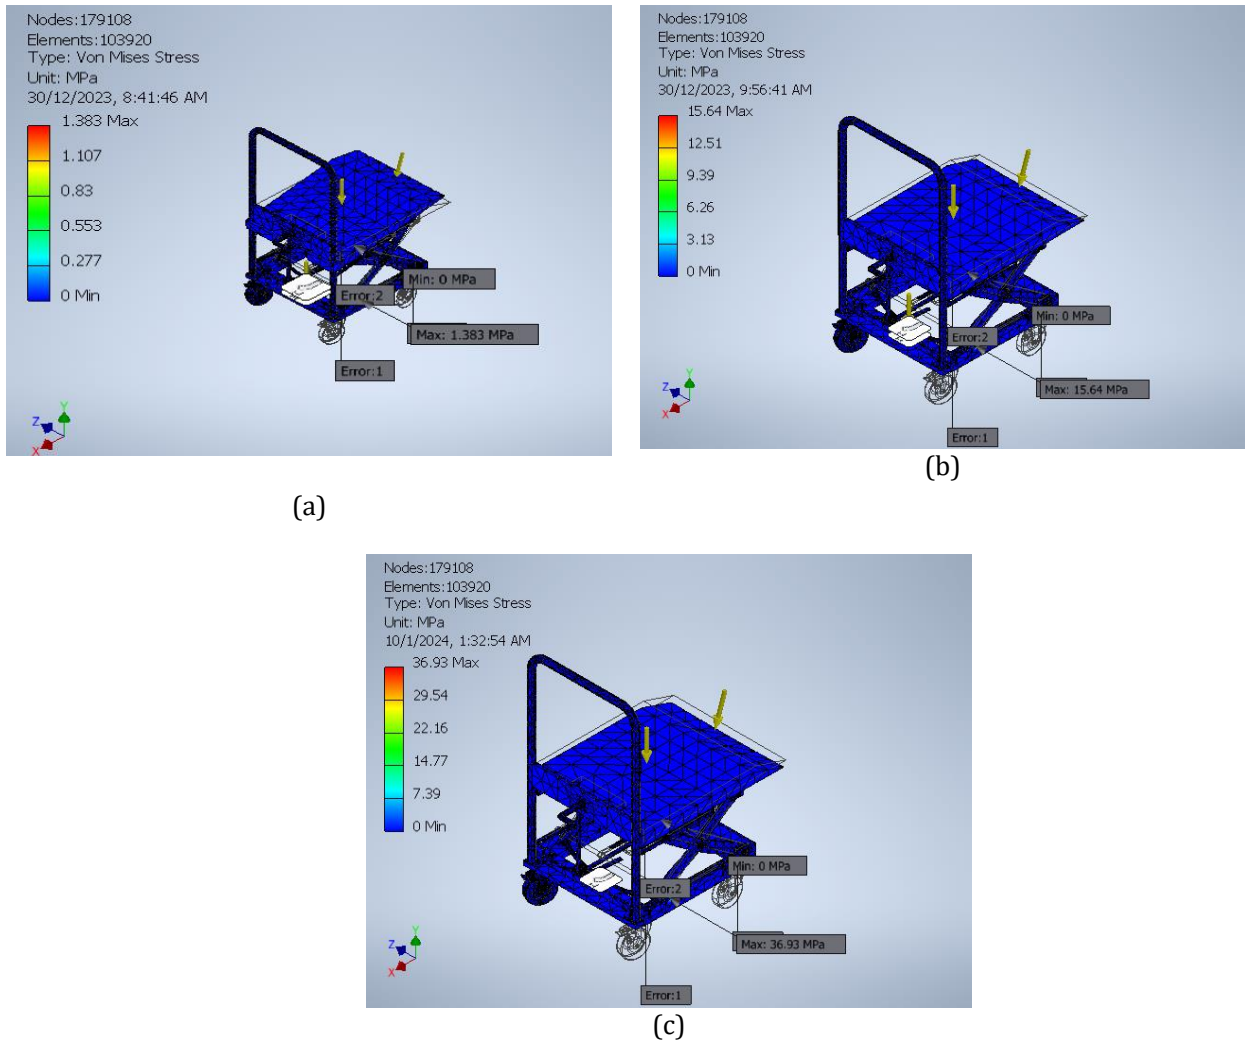 Nodes:179108
Elements:103920
Type: Von Mises Stress
Unit: MPa
30/12/2023, 8:41:46 AM
1.383 Max
1.107
0.83
0.553
0.277
0 Min
Min: 0 MPa
Error:2
Max: 1.383 MPa
Error:1
Y
Z
X
(a)
Nodes:179108
Elements:103920
Type: Von Mises Stress
Unit: MPa
30/12/2023, 9:56:41 AM
15.64 Max
12.51
9.39
6.26
3.13
0 Min
Min: 0 MPa
Error:2
Max: 15.64 MPa
Error:1
Y
Z
X
(b)
Nodes:179108
Elements:103920
Type: Von Mises Stress
Unit: MPa
10/1/2024, 1:32:54 AM
36.93 Max
29.54
22.16
14.77
7.39
0 Min
Min: 0 MPa
Error:2
Max: 36.93 MPa
Error:1
Y
Z
X
(c)